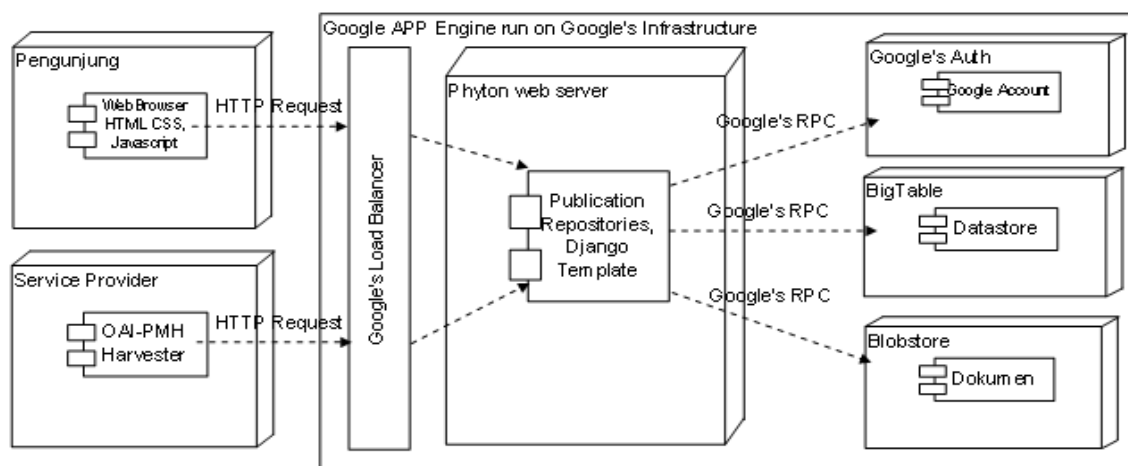 Google APP Engine run on Google's Infrastructure
Pengunjung
Web Browser
HTML CSS,
Javascript
HTTP Request
Service Provider
OAI-PMH
Harvester
HTTP Request
Google's Load Balancer
Phyton web server
Publication
Repositories,
Django
Template
Google's RPC
Google's RPC
Google's RPC
Google's Auth
Google Account
BigTable
Datastore
Blobstore
Dokumen